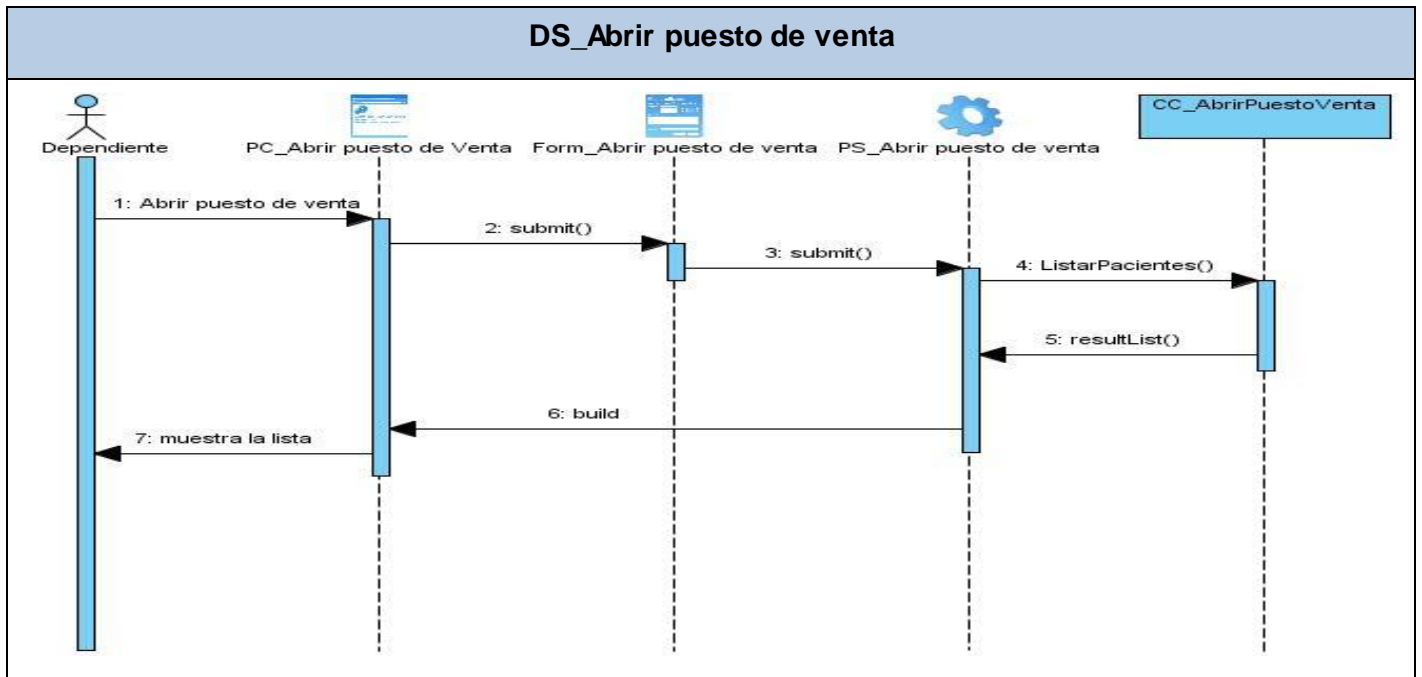 DS_Abrir puesto de venta
CC_AbrirPuestoVenta
Dependiente
PC_Abrir puesto de Venta
Form_Abrir puesto de venta
PS_Abrir puesto de venta
1: Abrir puesto de venta
2: submit()
3: submit()
4: ListarPacientes()
5: resultList()
6: build
7: muestra la lista